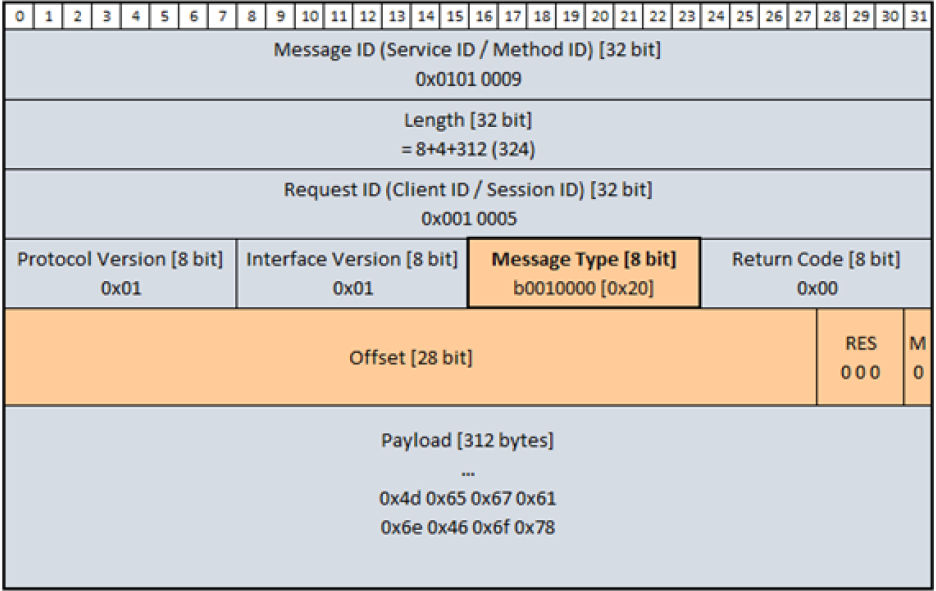 0 1 2 3 4 5 6 7 8 9 10 11 12 13 14 15 16 17 18 19 20 21 22 23 24 25 26 27 28 29 30 31
Message ID (Service ID / Method ID) [32 bit]
0x0101 0009
Length [32 bit]
= 8+4+312 (324)
Request ID (Client ID / Session ID) [32 bit]
0x001 0005
Protocol Version [8 bit] Interface Version [8 bit] Message Type [8 bit] Return Code [8 bit]
0x01 0x01 b0010000 [0x20] 0x00
Offset [28 bit] RES M
0 0 0 0
Payload [312 bytes]
...
0x4d 0x65 0x67 0x61
0x6e 0x46 0x6f 0x78